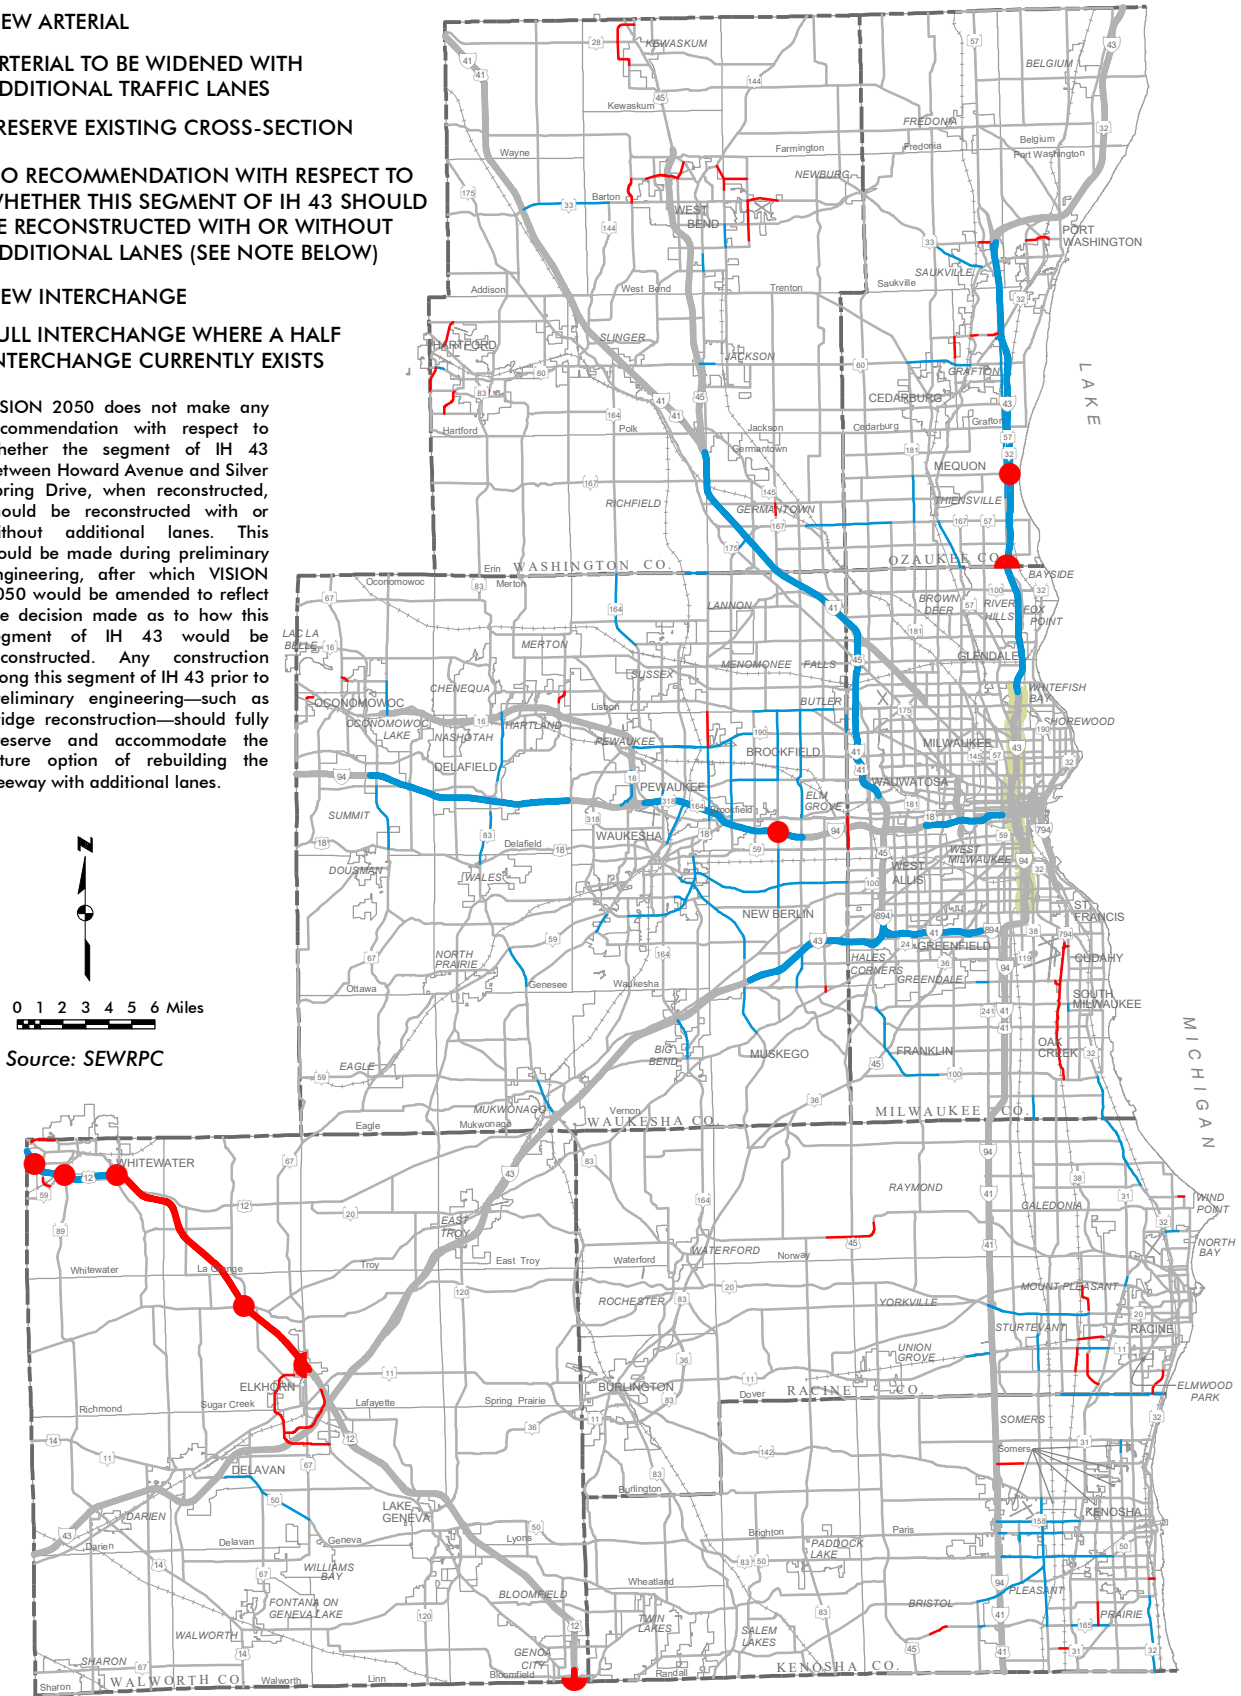 EW ARTERIAL
RTERIAL TO BE WIDENED WITH
DDITIONAL TRAFFIC LANES
RESERVE EXISTING CROSS-SECTION
O RECOMMENDATION WITH RESPECT TO
HETHER THIS SEGMENT OF IH 43 SHOULD
E RECONSTRUCTED WITH OR WITHOUT
DDITIONAL LANES (SEE NOTE BELOW)
EW INTERCHANGE
ULL INTERCHANGE WHERE A HALF
NTERCHANGE CURRENTLY EXISTS
ISION 2050 does not make any
commendation with respect to
hether the segment of IH 43
etween Howard Avenue and Silver
pring Drive, when reconstructed,
hould be reconstructed with or
ithout additional lanes. This
ould be made during preliminary
ngineering, after which VISION
050 would be amended to reflect
e decision made as to how this
egment of IH 43 would be
constructed. Any construction
ong this segment of IH 43 prior to
reliminary engineering—such as
ridge reconstruction—should fully
reserve and accommodate the
ture option of rebuilding the
eeway with additional lanes.
0 1 2 3 4 5 6 Miles
Source: SEWRPC
KEWASKUM
Kewaskum
Wayne
Barton
Farmington
NEWBURG
WEST
BEND
Addison
West Bend
Trenton
SLINGER
HARTFORD
JACKSON
Hartford
Polk
Jackson
Germantown
RICHFIELD
GERMANTOWN
Erin
WASHINGTON CO.
BELGIUM
FREDONIA
Fredonia
Belgium
Port Washington
PORT
WASHINGTON
SAUKVILLE
Saukville
GRAFTON
CEDARBURG
Cedarburg
Grafton
MEQUON
THIENSVILLE
OZAUKEE CO.
LAKE
MICHIGAN
Oconomowoc
Merton
LAC LA
BELLE
MERTON
LANNON
SUSSEX
MENOMONEE FALLS
CHENEQUA
Lisbon
BUTLER
OCONOMOWOC
OCONOMOWOC
LAKE
NASHOTAH
HARTLAND
PEWAUKEE
BROOKFIELD
DELAFIELD
PEWAUKEE
Brookfield
ELM
GROVE
SUMMIT
WAUKESHA
Delafield
DOUSMAN
WALES
NEW BERLIN
NORTH
PRAIRIE
Ottawa
Genesee
Waukesha
EAGLE
BIG
BEND
MUSKEGO
MUKWONAGO
Vernon
Eagle
Mukwonago
WAUKESHA CO.
BAYSIDE
BROWN
DEER
RIVER
HILLS
FOX
POINT
GLENDALE
WHITEFISH
BAY
SHOREWOOD
MILWAUKEE
WAUWATOSA
WEST
MILWAUKEE
WEST
ALLIS
ST.
FRANCIS
GREENFIELD
HALES
CORNERS
GREENDALE
CUDAHY
SOUTH
MILWAUKEE
OAK
CREEK
FRANKLIN
MILWAUKEE CO.
WHITEWATER
EAST
TROY
Whitewater
La Grange
Troy
East Troy
ELKHORN
Richmond
Sugar Creek
Lafayette
Spring Prairie
DELAVAN
LAKE
GENEVA
DARIEN
Darien
Delavan
Geneva
Lyons
WILLIAMS
BAY
FONTANA ON
GENEVA LAKE
BLOOMFIELD
WALWORTH
GENOA
CITY
SHARON
Sharon
WALWORTH CO.
Walworth
Linn
Bloomfield
RAYMOND
CALEDONIA
WIND
POINT
NORTH
BAY
WATERFORD
Waterford
Norway
ROCHESTER
YORKVILLE
MOUNT PLEASANT
STURTEVANT
RACINE
UNION
GROVE
BURLINGTON
Dover
RACINE CO.
ELMWOOD
PARK
Burlington
SOMERS
Somers
KENOSHA
Brighton
Paris
PADDOCK
LAKE
Wheatland
BRISTOL
PLEASANT
PRAIRIE
TWIN
LAKES
SALEM
LAKES
Randall
KENOSHA CO.